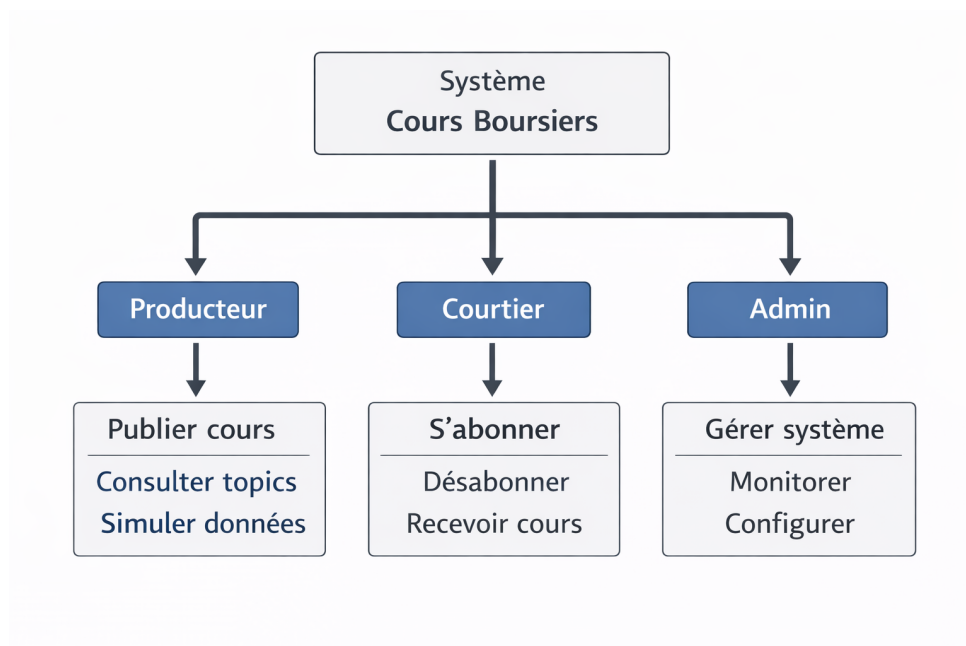 Système
Cours Boursiers
Producteur
Courtier
Admin
Publier cours
Consulter topics
Simuler données
S'abonner
Désabonner
Recevoir cours
Gérer système
Monitorer
Configurer